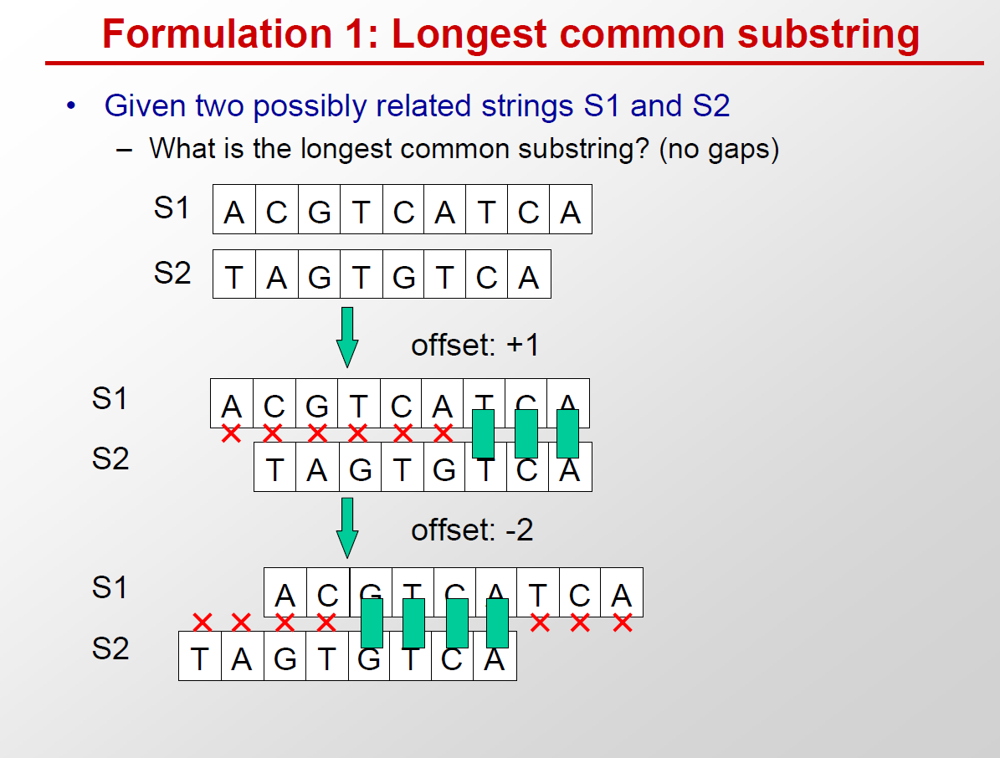 Formulation 1: Longest common substring
• Given two possibly related strings S1 and S2
– What is the longest common substring? (no gaps)
S1 A C G T C A T C A
S2 T A G T G T C A
offset: +1
S1 A C G T C A T C A
S2 T A G T G T C A
offset: -2
S1 A C G T C A T C A
S2 T A G T G T C A